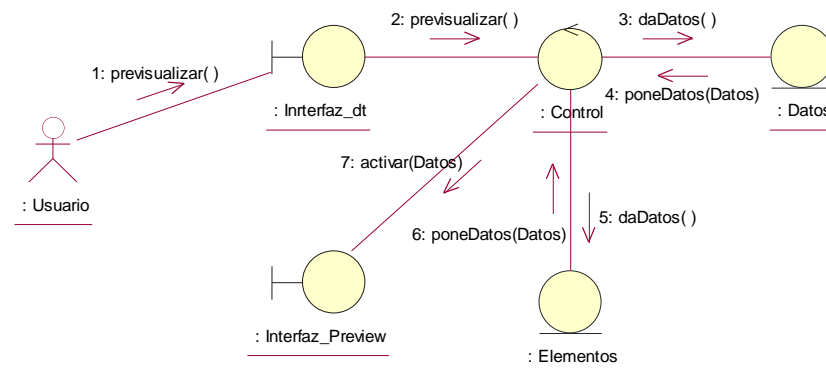 2: previsualizar( )
3: daDatos( )
1: previsualizar( )
4: poneDatos(Datos)
: Inrterfaz_dt
: Control
: Datos
7: activar(Datos)
: Usuario
5: daDatos( )
6: poneDatos(Datos)
: Interfaz_Preview
: Elementos